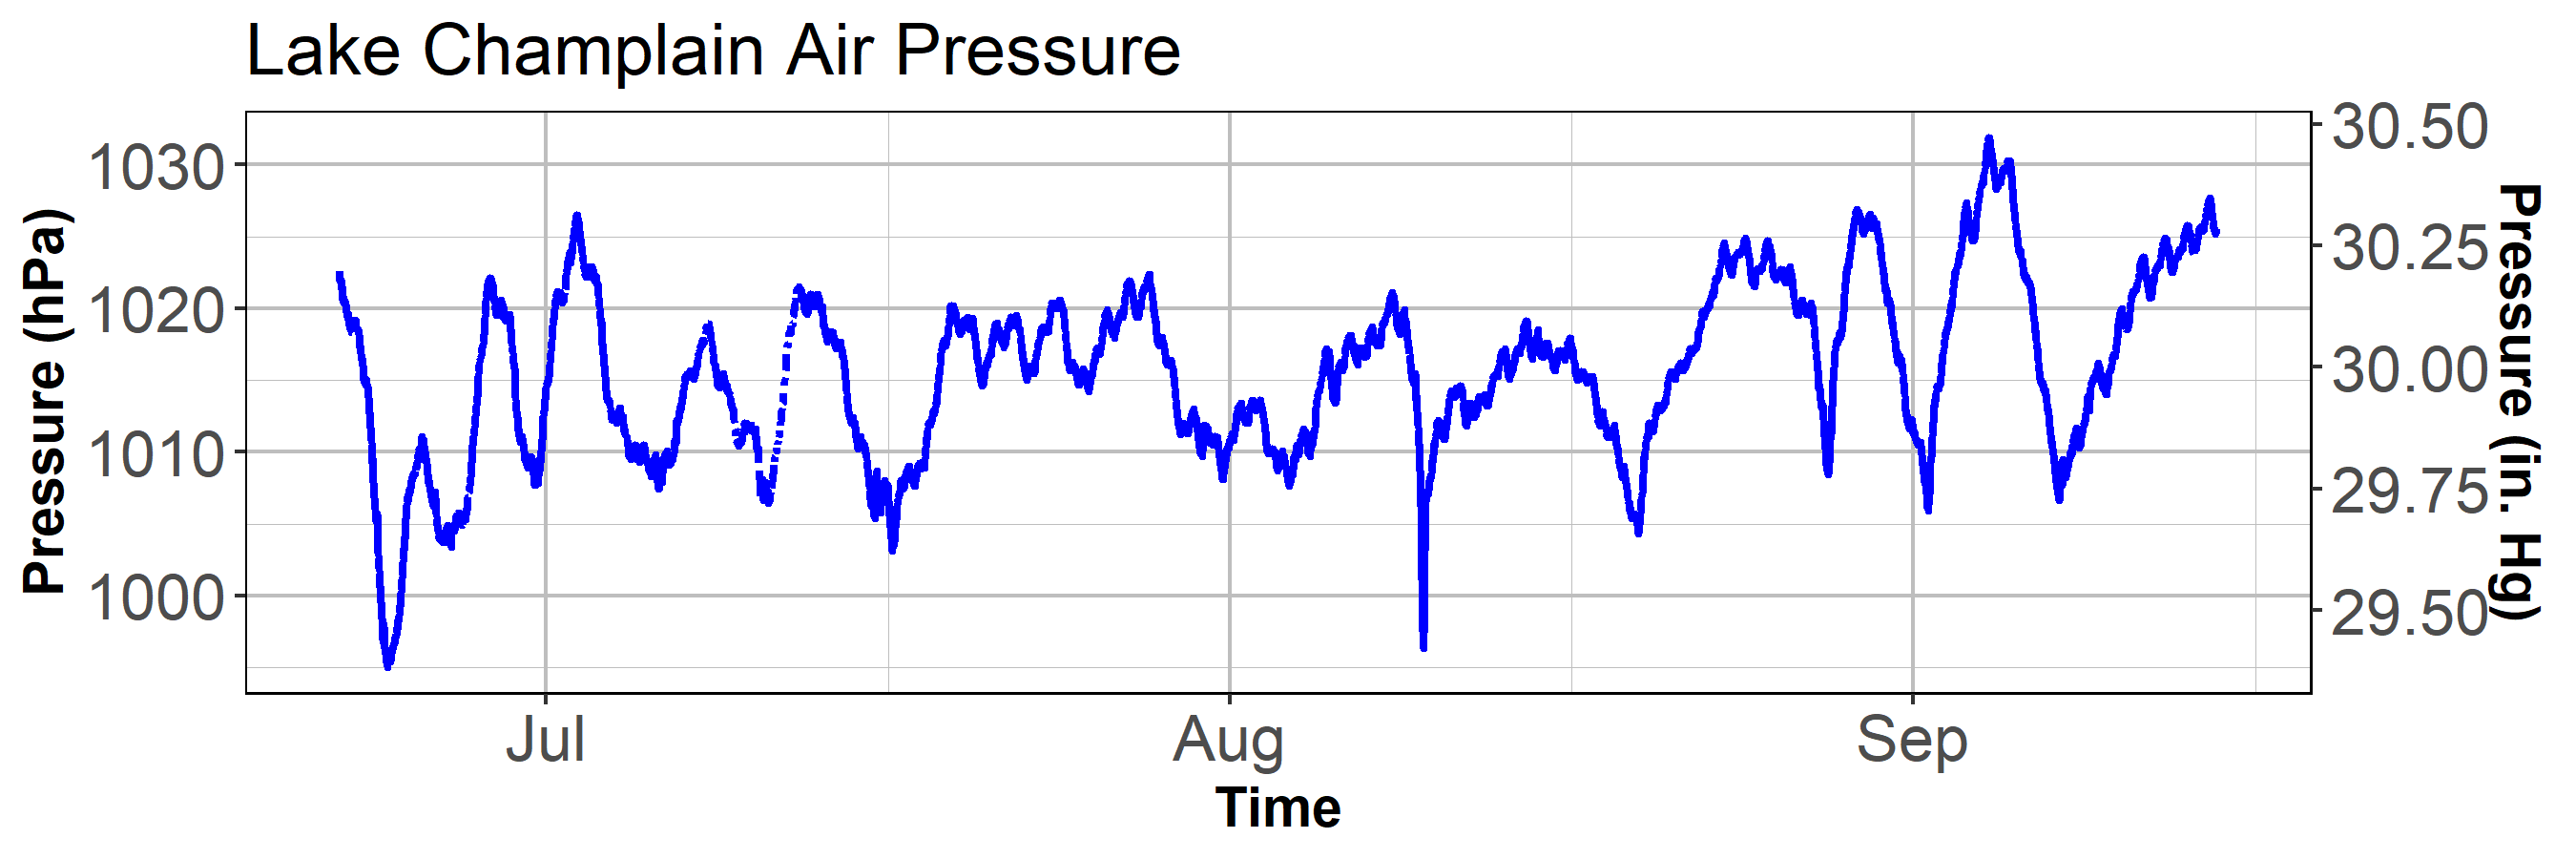 Lake Champlain Air Pressure
Pressure (hPa)
1030
1020
1010
1000
30.50
30.25
30.00
29.75
29.50
Pressure (in. Hg)
Jul
Aug
Sep
Time